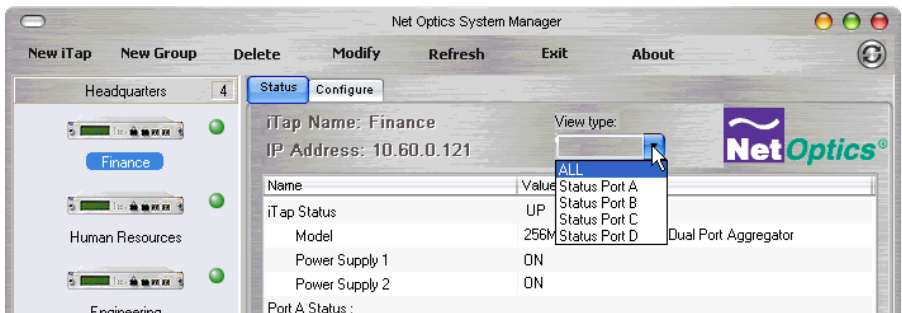 Net Optics System Manager
New iTap New Group Delete Modify Refresh Exit About
Headquarters 4
Finance
Human Resources
Engineering
Status Configure
iTap Name: Finance
IP Address: 10.60.0.121
View type:
ALL
Status Port A
Status Port B
Status Port C
Status Port D
Net Optics®
Name Value
iTap Status UP
Model 256M Dual Port Aggregator
Power Supply 1 ON
Power Supply 2 ON
Port A Status :